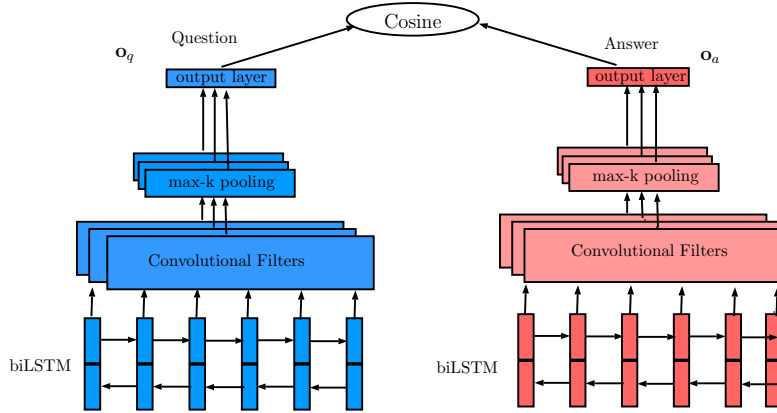 Cosine
Question
Answer
o_q
o_a
output layer
output layer
max-k pooling
max-k pooling
Convolutional Filters
Convolutional Filters
biLSTM
biLSTM